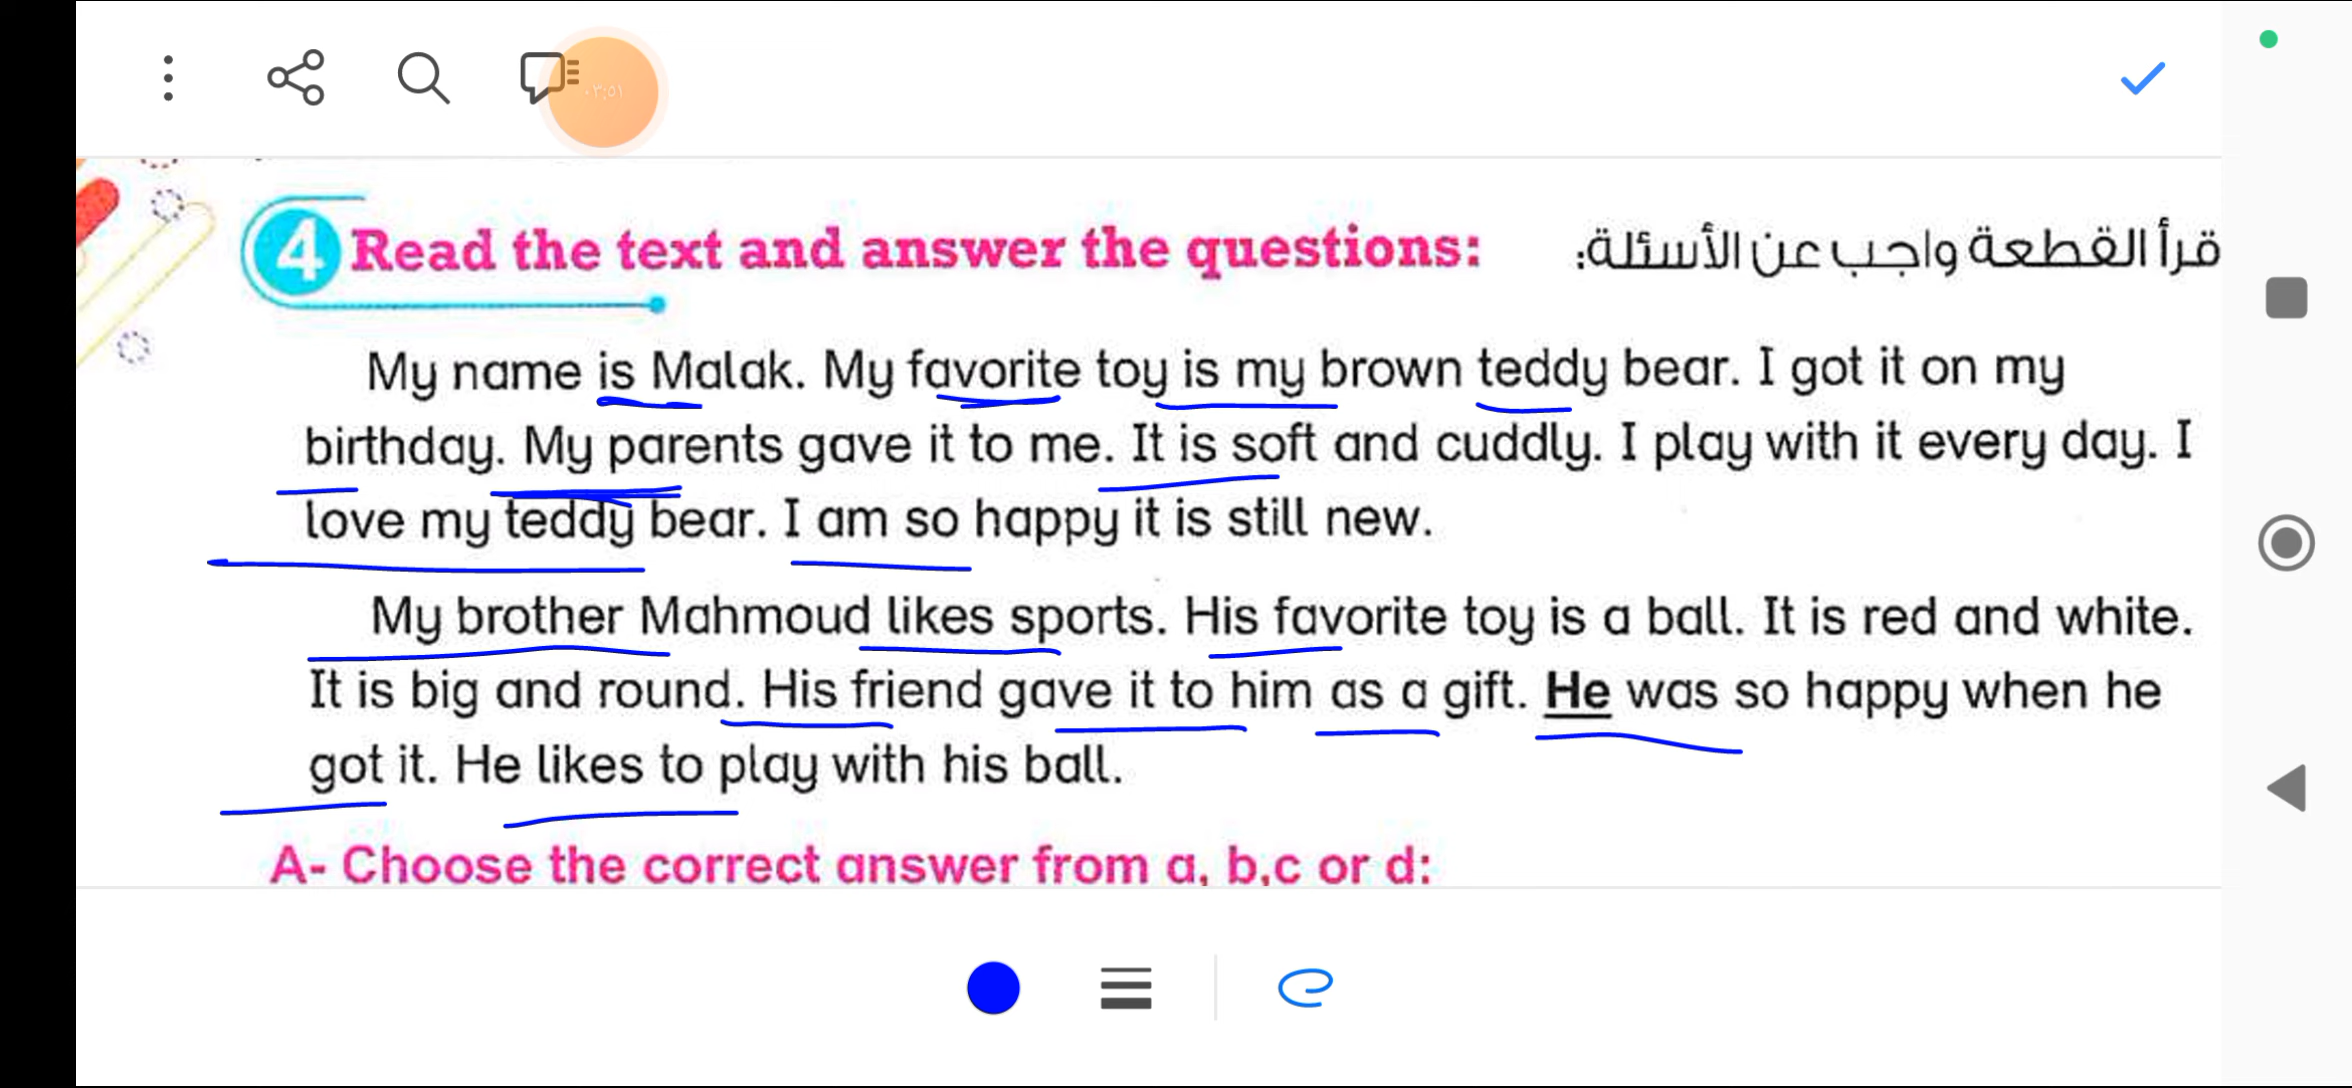 ٠٣:٥١
4 Read the text and answer the questions: قرأ القطعة واجب عن الأسئلة:
My name is Malak. My favorite toy is my brown teddy bear. I got it on my
birthday. My parents gave it to me. It is soft and cuddly. I play with it every day. I
love my teddy bear. I am so happy it is still new.
My brother Mahmoud likes sports. His favorite toy is a ball. It is red and white.
It is big and round. His friend gave it to him as a gift. He was so happy when he
got it. He likes to play with his ball.
A- Choose the correct answer from a, b,c or d: